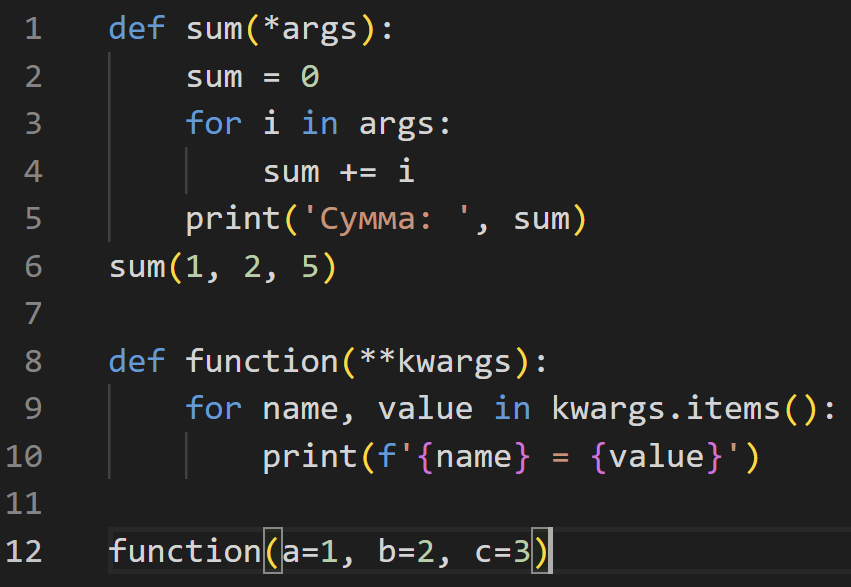 1 def sum(*args):
2     sum = 0
3     for i in args:
4         sum += i
5     print('Сумма: ', sum)
6 sum(1, 2, 5)
7
8 def function(**kwargs):
9     for name, value in kwargs.items():
10         print(f'{name} = {value}')
11
12 function(a=1, b=2, c=3)